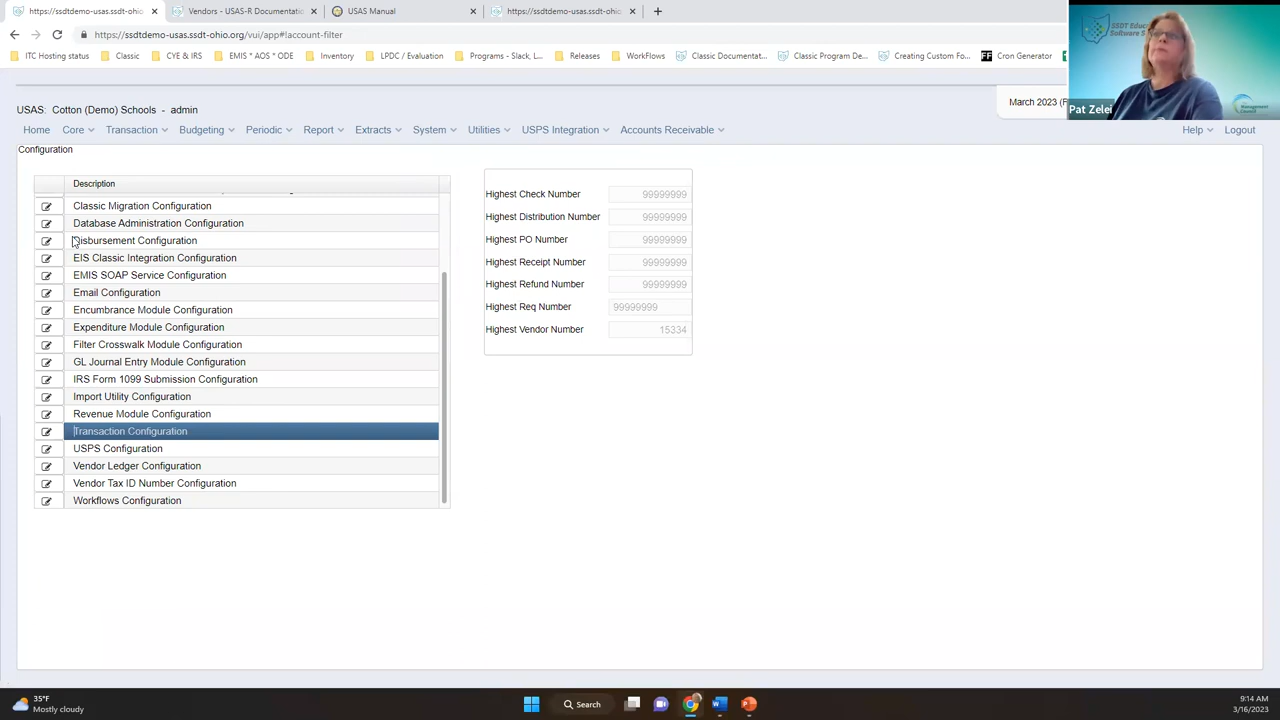 https://ssdtdemo-usas.ssdt-ohio
Vendors - USAS-R Documentatio
USAS Manual
https://ssdtdemo-usas.ssdt-ohio
https://ssdtdemo-usas.ssdt-ohio.org/vui/app#!account-filter
ITC Hosting status
Classic
CYE & IRS
EMIS * AOS * ODE
Inventory
LPDC / Evaluation
Programs - Slack, L...
Releases
WorkFlows
Classic Documentat...
Classic Program De...
Creating Custom Fo...
FF Cron Generator
Pat Zelei
USAS: Cotton (Demo) Schools - admin
March 2023 (
Home Core Transaction Budgeting Periodic Report Extracts System Utilities USPS Integration Accounts Receivable Help Logout
Configuration
Description
Classic Migration Configuration
Database Administration Configuration
Disbursement Configuration
EIS Classic Integration Configuration
EMIS SOAP Service Configuration
Email Configuration
Encumbrance Module Configuration
Expenditure Module Configuration
Filter Crosswalk Module Configuration
GL Journal Entry Module Configuration
IRS Form 1099 Submission Configuration
Import Utility Configuration
Revenue Module Configuration
Transaction Configuration
USPS Configuration
Vendor Ledger Configuration
Vendor Tax ID Number Configuration
Workflows Configuration
Highest Check Number 99999999
Highest Distribution Number 99999999
Highest PO Number 99999999
Highest Receipt Number 99999999
Highest Refund Number 99999999
Highest Req Number 99999999
Highest Vendor Number 15334
35°F
Mostly cloudy
Search
9:14 AM
3/16/2023